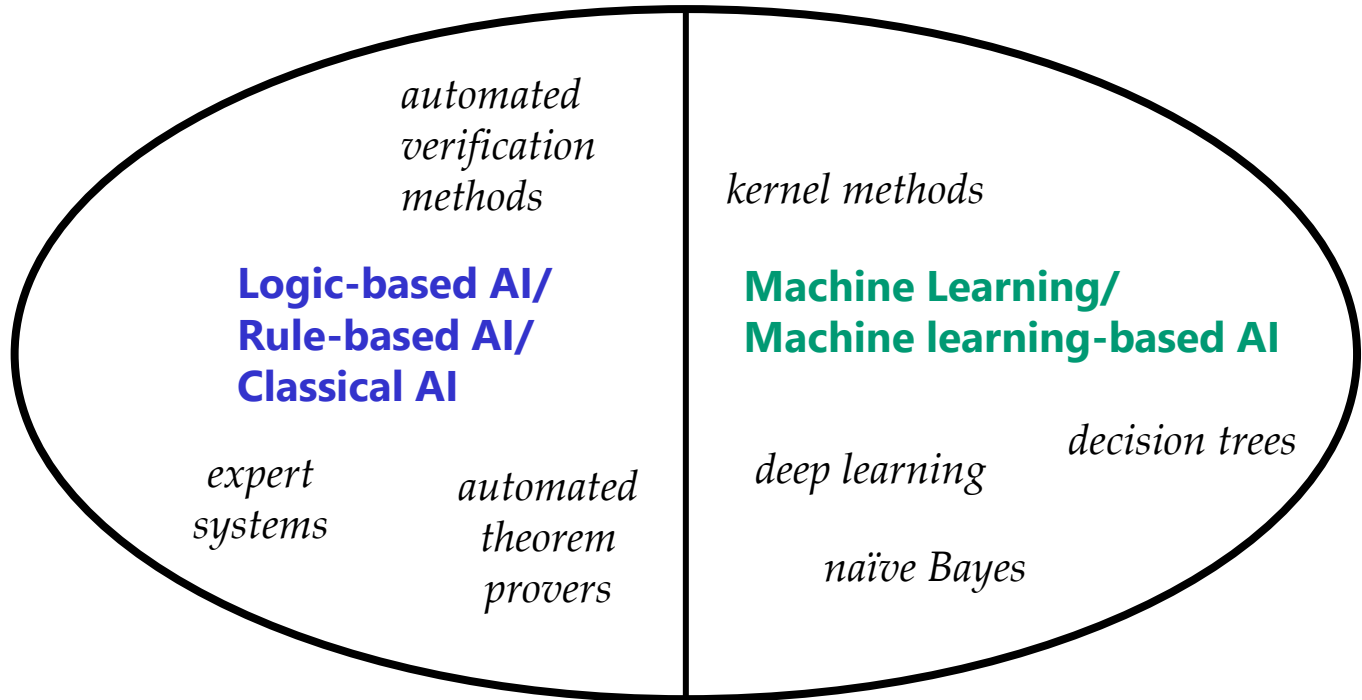 automated
verification
methods
Logic-based AI/
Rule-based AI/
Classical AI
expert
systems
automated
theorem
provers
kernel methods
Machine Learning/
Machine learning-based AI
decision trees
deep learning
naïve Bayes